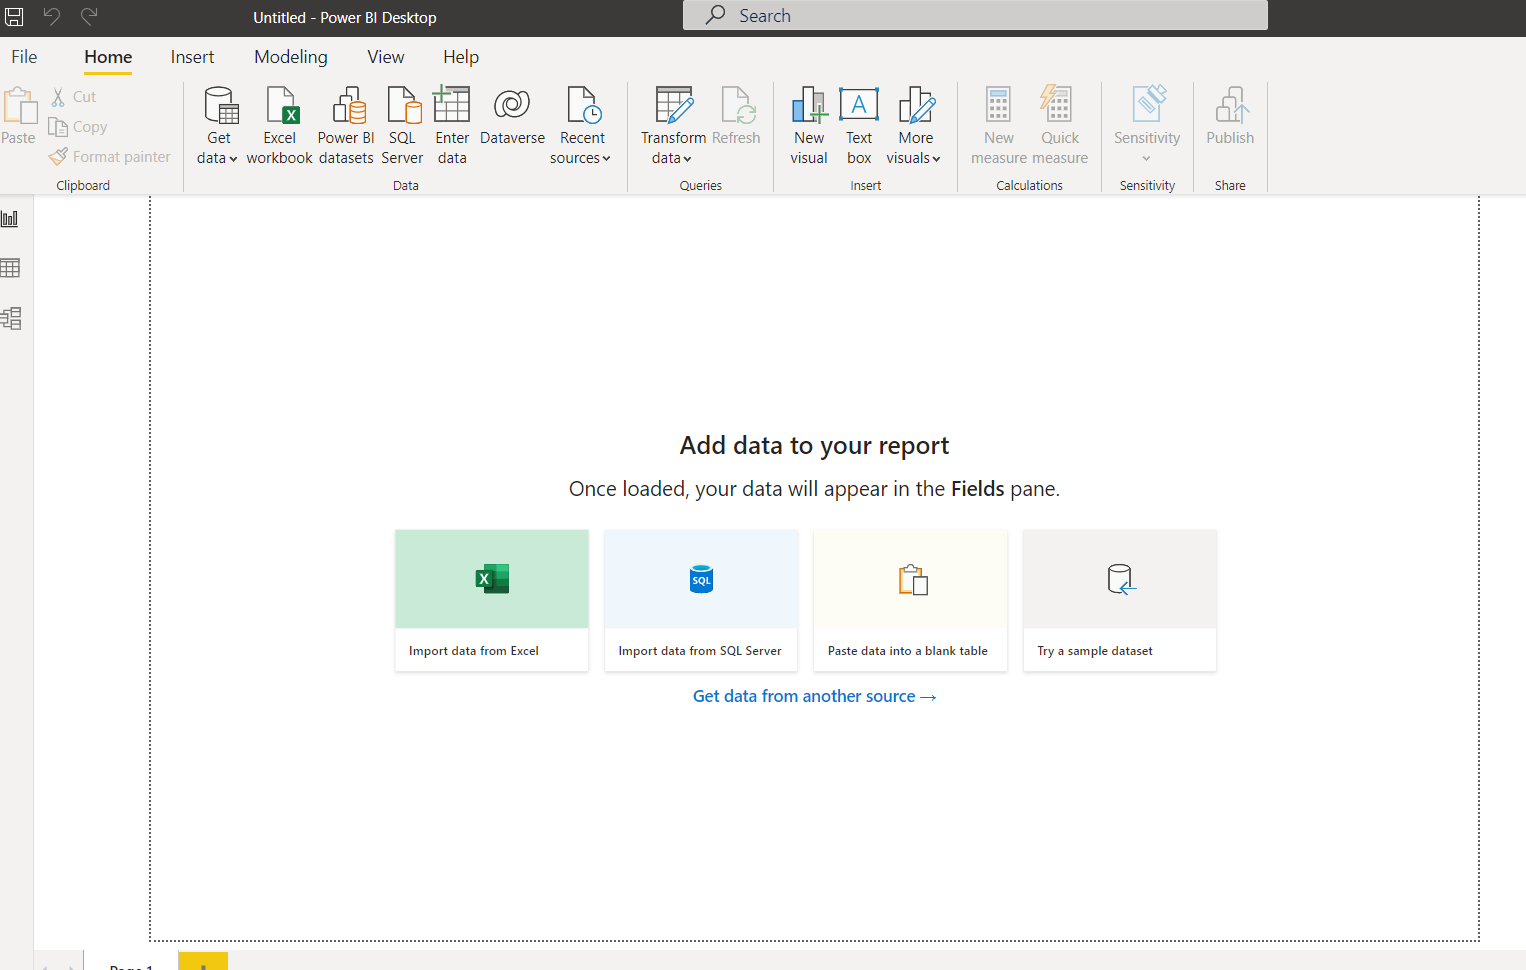 Untitled - Power BI Desktop
Search
File Home Insert Modeling View Help
Paste
Cut
Copy
Format painter
Clipboard
Get data
Excel workbook
Power BI datasets
SQL Server
Enter data
Dataverse
Recent sources
Data
Transform data
Refresh
Queries
New visual
Text box
A
More visuals
Insert
New measure
Quick measure
Calculations
Sensitivity
Sensitivity
Publish
Share
Add data to your report
Once loaded, your data will appear in the Fields pane.
X
SQL
Import data from Excel
Import data from SQL Server
Paste data into a blank table
Try a sample dataset
Get data from another source →
Page 1